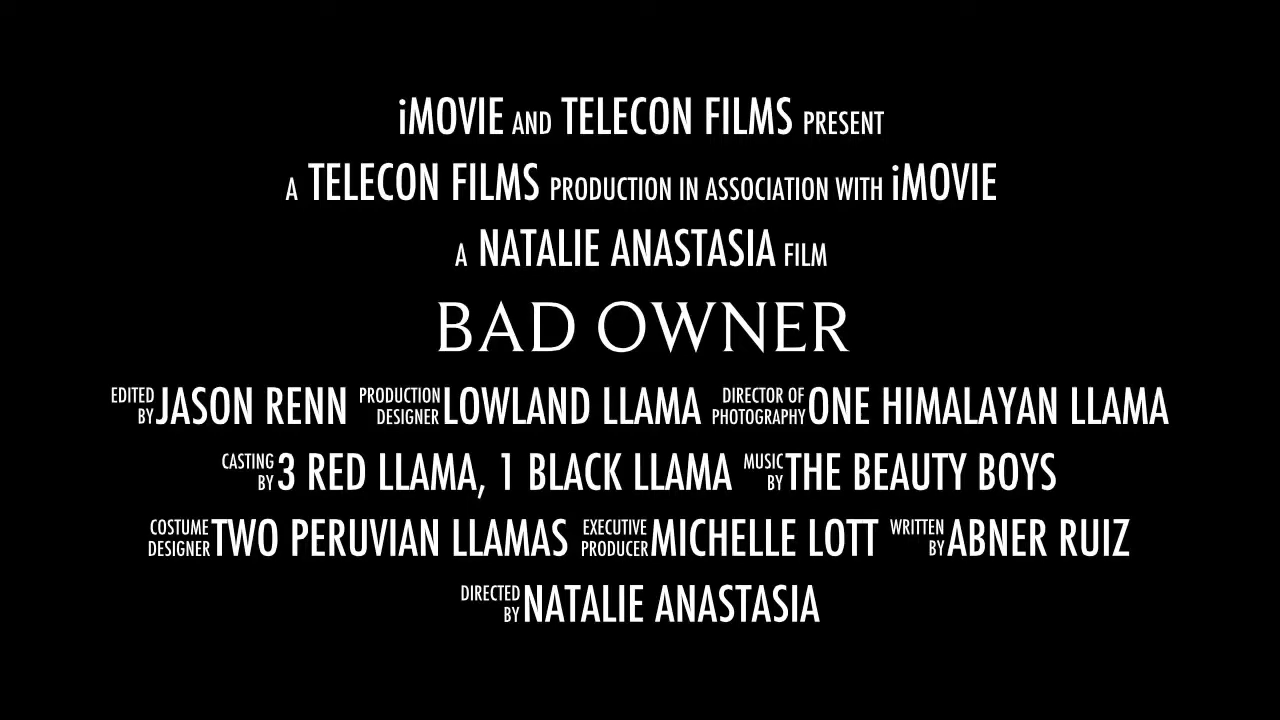 iMOVIE AND TELECON FILMS PRESENT
A TELECON FILMS PRODUCTION IN ASSOCIATION WITH iMOVIE
A NATALIE ANASTASIA FILM
BAD OWNER
EDITED BY JASON RENN PRODUCTION DESIGNER LOWLAND LLAMA DIRECTOR OF PHOTOGRAPHY ONE HIMALAYAN LLAMA
CASTING BY 3 RED LLAMA, 1 BLACK LLAMA MUSIC BY THE BEAUTY BOYS
COSTUME DESIGNER TWO PERUVIAN LLAMAS EXECUTIVE PRODUCER MICHELLE LOTT WRITTEN BY ABNER RUIZ
DIRECTED BY NATALIE ANASTASIA